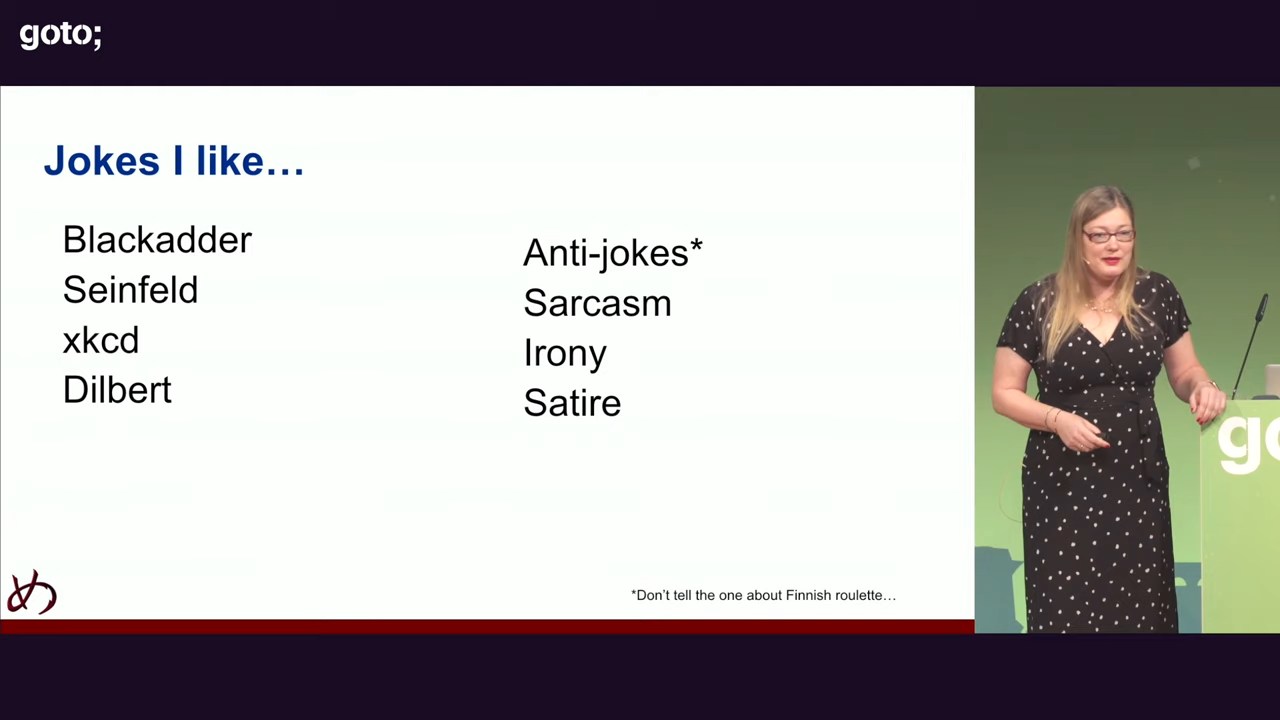 goto;
Jokes I like…
Blackadder
Seinfeld
xkcd
Dilbert
Anti-jokes*
Sarcasm
Irony
Satire
*Don’t tell the one about Finnish roulette…
め
go